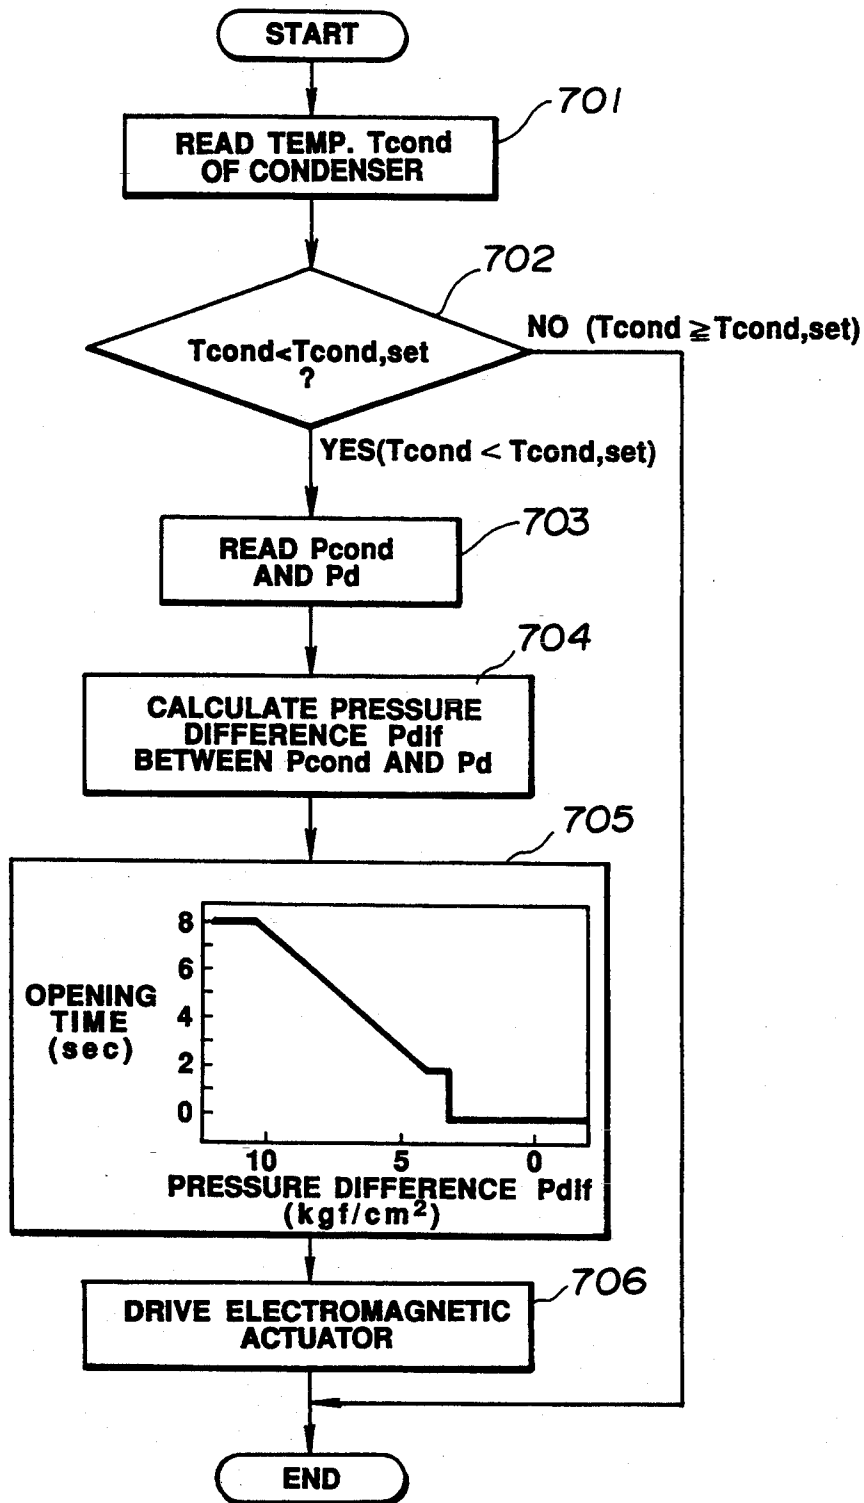 START
701
READ TEMP. Tcond
OF CONDENSER
702
NO (Tcond ≧ Tcond,set)
Tcond<Tcond,set
?
YES(Tcond < Tcond,set)
703
READ Pcond
AND Pd
704
CALCULATE PRESSURE
DIFFERENCE Pdif
BETWEEN Pcond AND Pd
705
8
6
OPENING
TIME
(sec)
4
2
0
10 5 0
PRESSURE DIFFERENCE Pdif
(kgf/cm²)
706
DRIVE ELECTROMAGNETIC
ACTUATOR
END